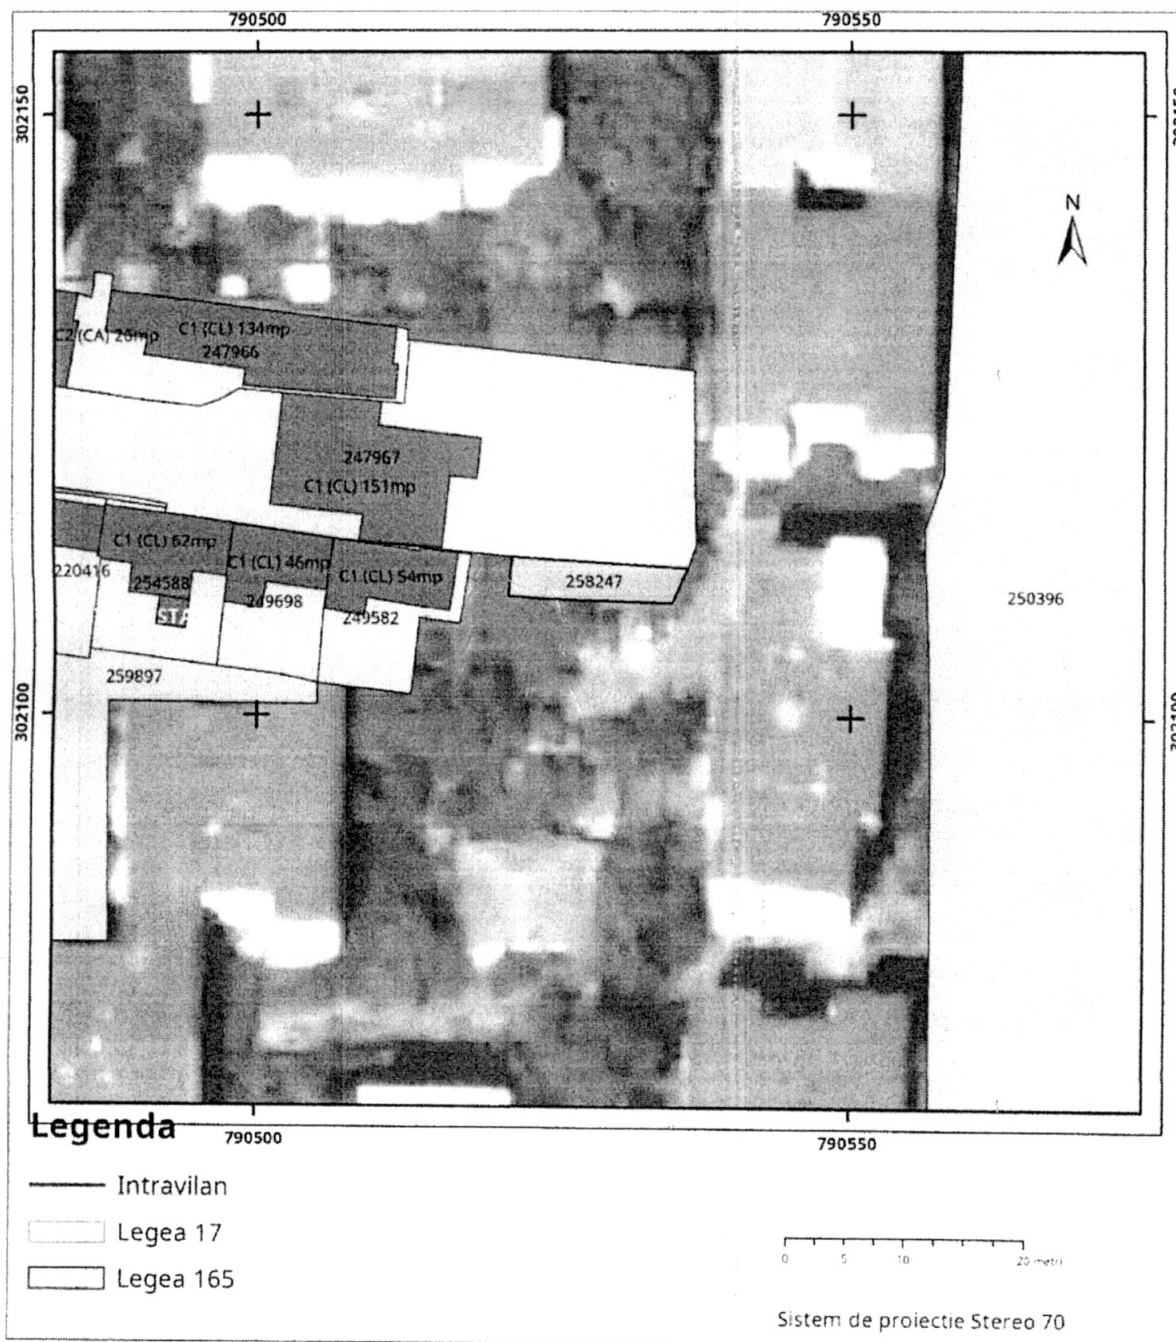 790500 790550
302150
N
C2 (CA) 26mp C1 (CL) 134mp
247966
247967
C1 (CL) 151mp
C1 (CL) 62mp
C1 (CL) 46mp
C1 (CL) 54mp
220416 254588 249698 249582 258247 250396
STA
259897
302100
Legenda
790500 790550
Intravilan
Legea 17
Legea 165
0 5 10 20 metri
Sistem de proiectie Stereo 70